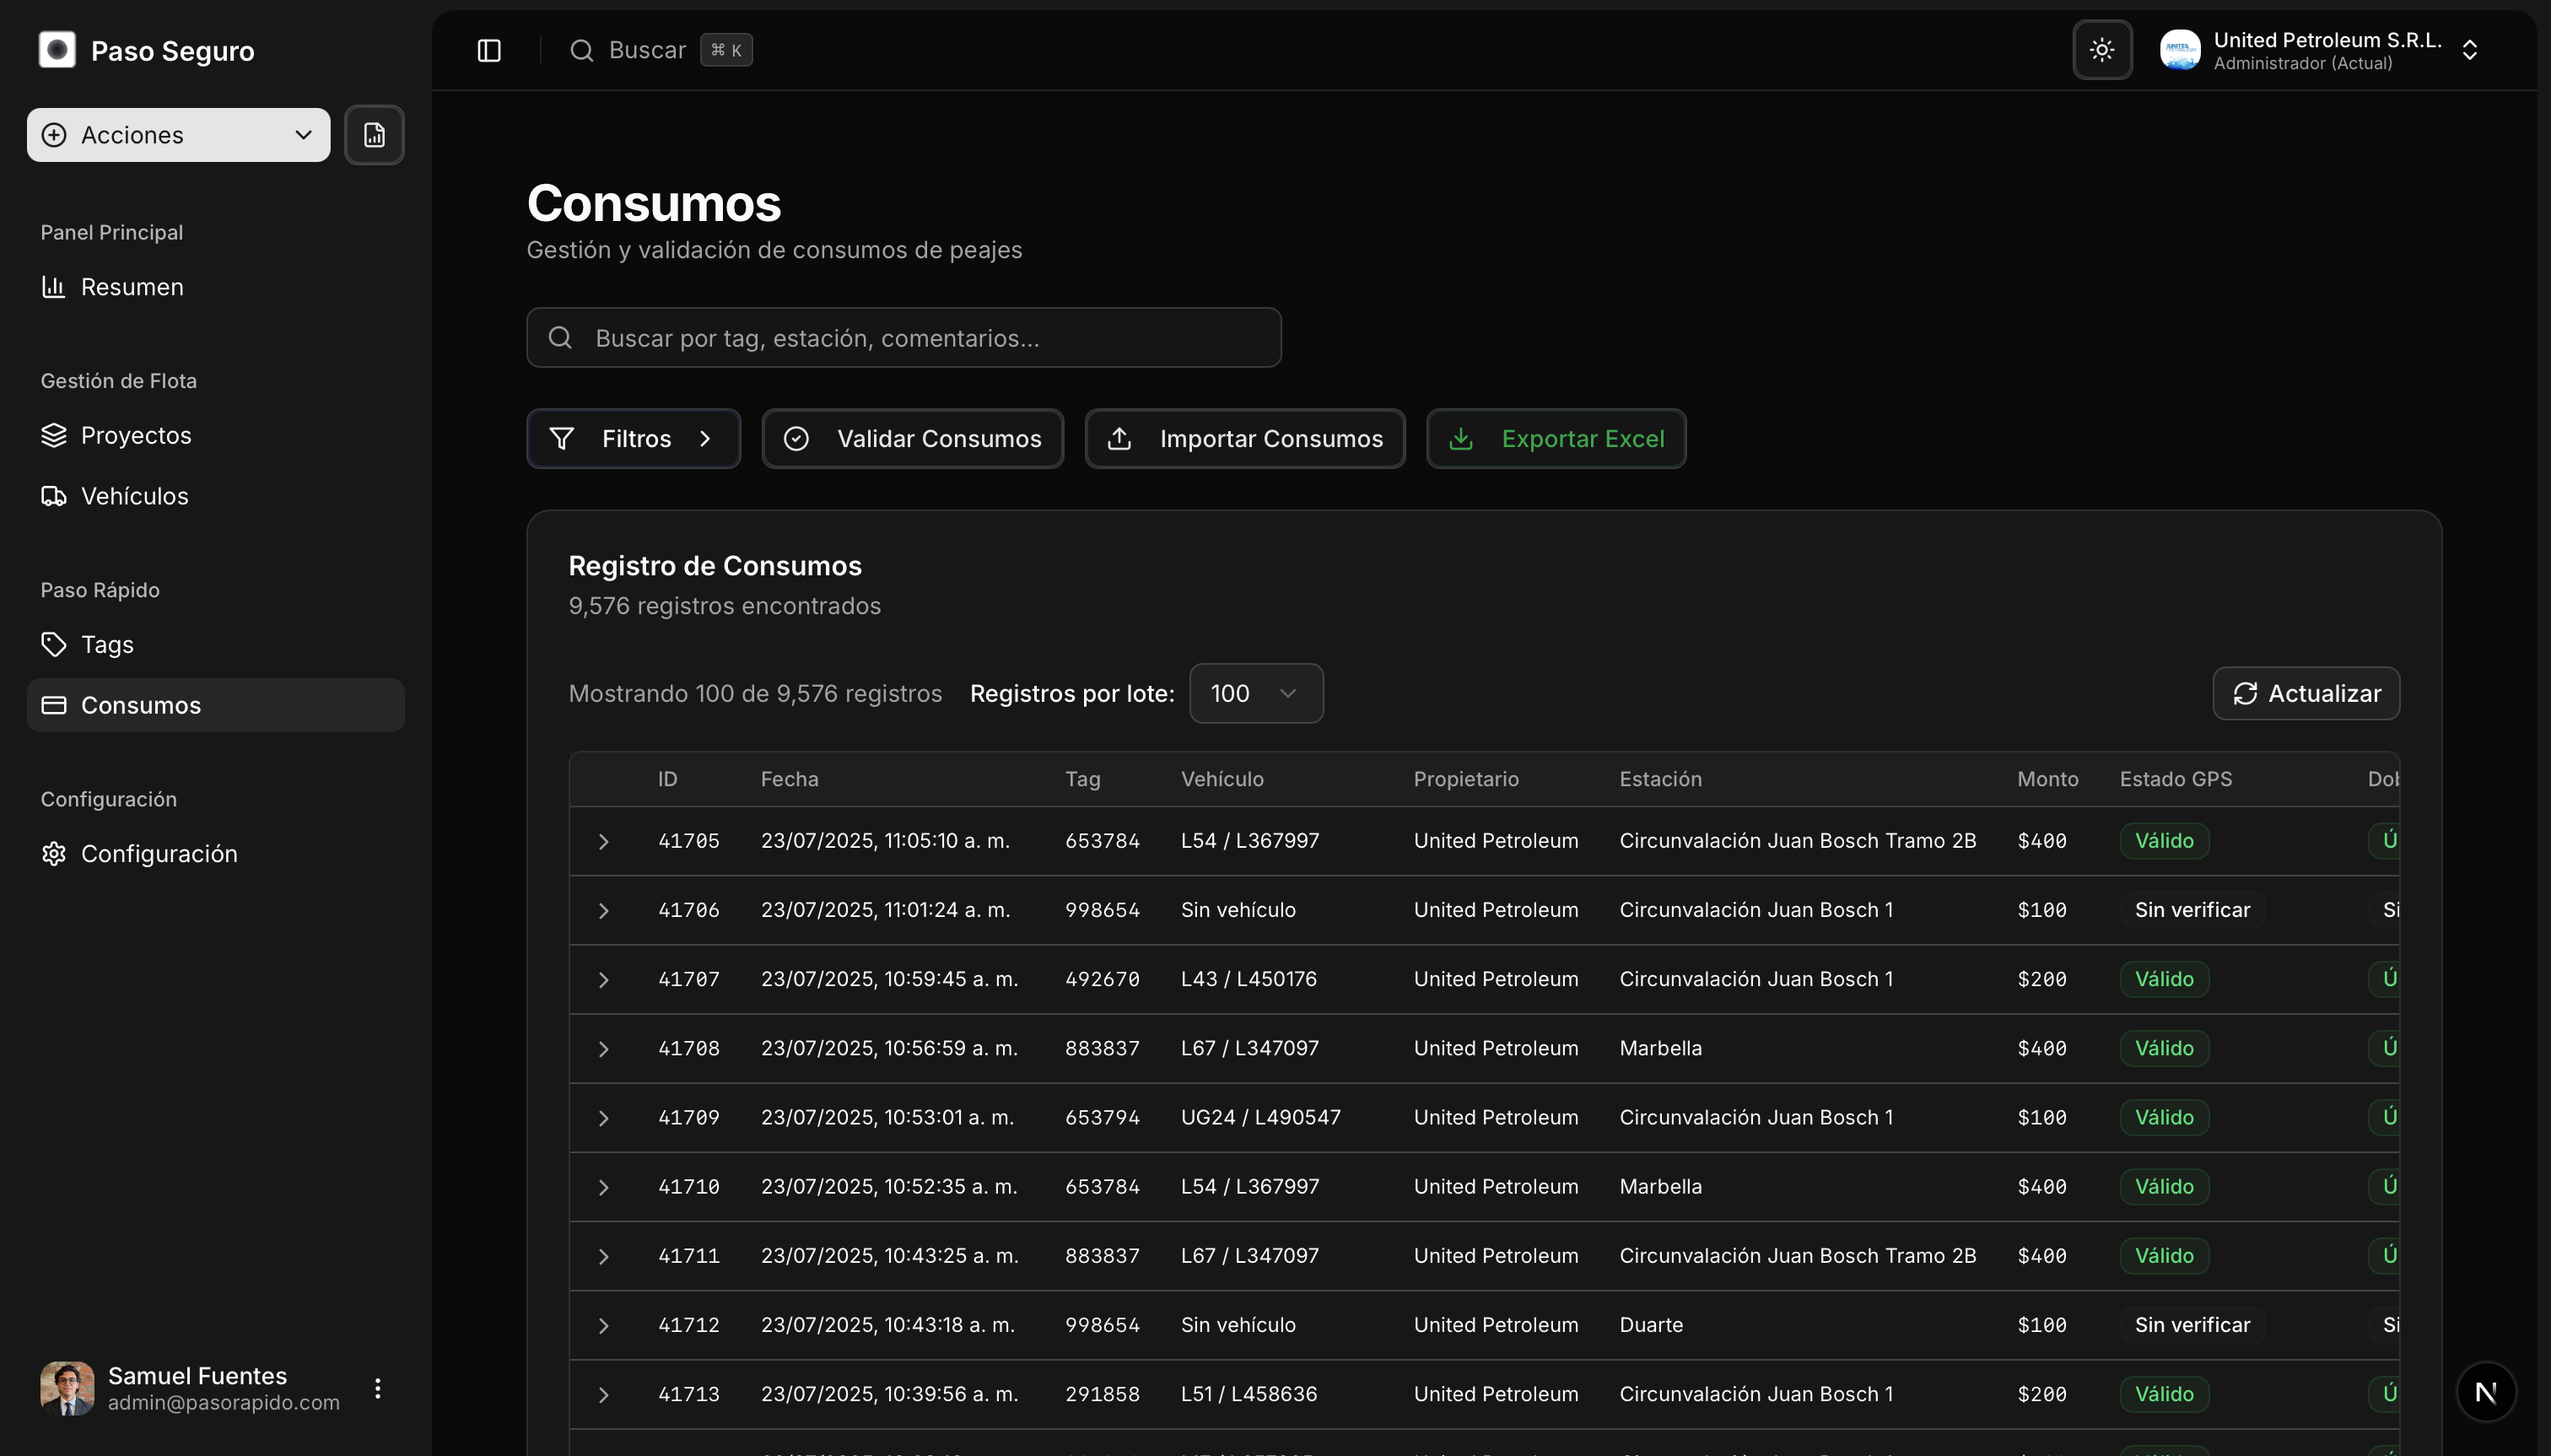 Paso Seguro
Acciones
Panel Principal
Resumen
Gestión de Flota
Proyectos
Vehículos
Paso Rápido
Tags
Consumos
Configuración
Configuración
Samuel Fuentes
admin@pasorapido.com
Buscar ⌘ K
United Petroleum S.R.L.
Administrador (Actual)
Consumos
Gestión y validación de consumos de peajes
Buscar por tag, estación, comentarios...
Filtros Validar Consumos Importar Consumos Exportar Excel
Registro de Consumos
9,576 registros encontrados
Mostrando 100 de 9,576 registros Registros por lote: 100 Actualizar
ID Fecha Tag Vehículo Propietario Estación Monto Estado GPS
41705 23/07/2025, 11:05:10 a. m. 653784 L54 / L367997 United Petroleum Circunvalación Juan Bosch Tramo 2B $400 Válido
41706 23/07/2025, 11:01:24 a. m. 998654 Sin vehículo United Petroleum Circunvalación Juan Bosch 1 $100 Sin verificar
41707 23/07/2025, 10:59:45 a. m. 492670 L43 / L450176 United Petroleum Circunvalación Juan Bosch 1 $200 Válido
41708 23/07/2025, 10:56:59 a. m. 883837 L67 / L347097 United Petroleum Marbella $400 Válido
41709 23/07/2025, 10:53:01 a. m. 653794 UG24 / L490547 United Petroleum Circunvalación Juan Bosch 1 $100 Válido
41710 23/07/2025, 10:52:35 a. m. 653784 L54 / L367997 United Petroleum Marbella $400 Válido
41711 23/07/2025, 10:43:25 a. m. 883837 L67 / L347097 United Petroleum Circunvalación Juan Bosch Tramo 2B $400 Válido
41712 23/07/2025, 10:43:18 a. m. 998654 Sin vehículo United Petroleum Duarte $100 Sin verificar
41713 23/07/2025, 10:39:56 a. m. 291858 L51 / L458636 United Petroleum Circunvalación Juan Bosch 1 $200 Válido
N